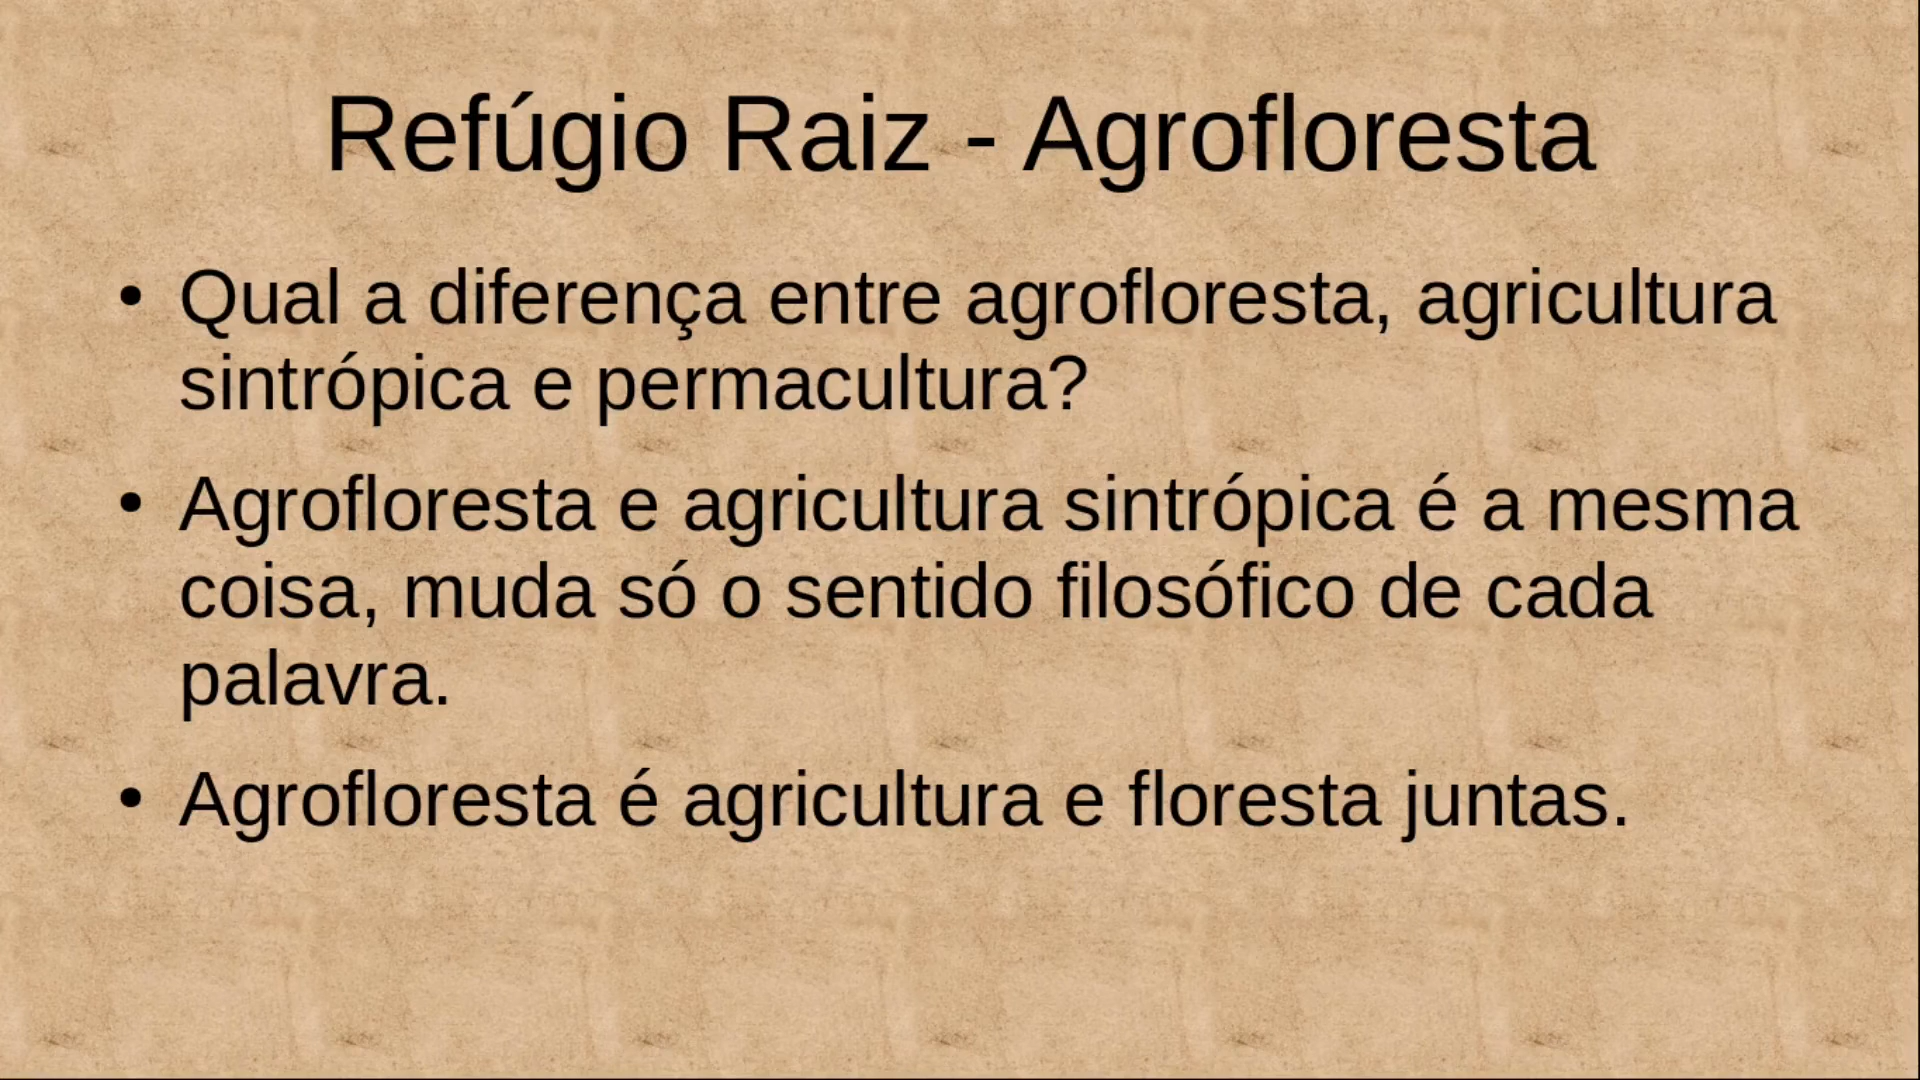 Refúgio Raiz - Agrofloresta
• Qual a diferença entre agrofloresta, agricultura
sintrópica e permacultura?
• Agrofloresta e agricultura sintrópica é a mesma
coisa, muda só o sentido filosófico de cada
palavra.
• Agrofloresta é agricultura e floresta juntas.